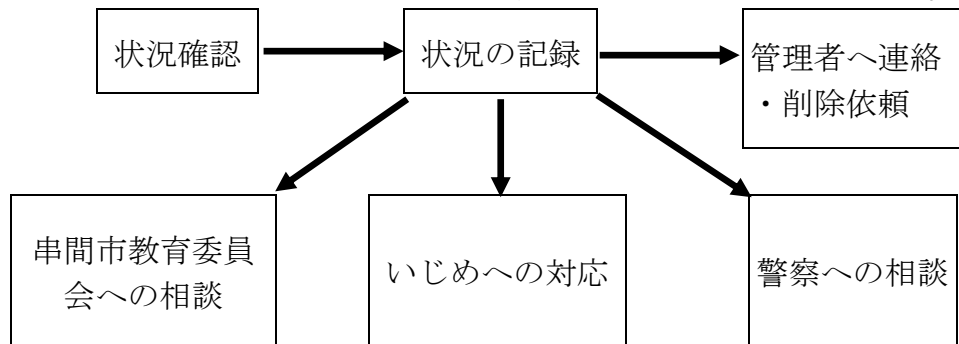 状況確認
状況の記録
管理者へ連絡
・削除依頼
串間市教育委員
会への相談
いじめへの対応
警察への相談